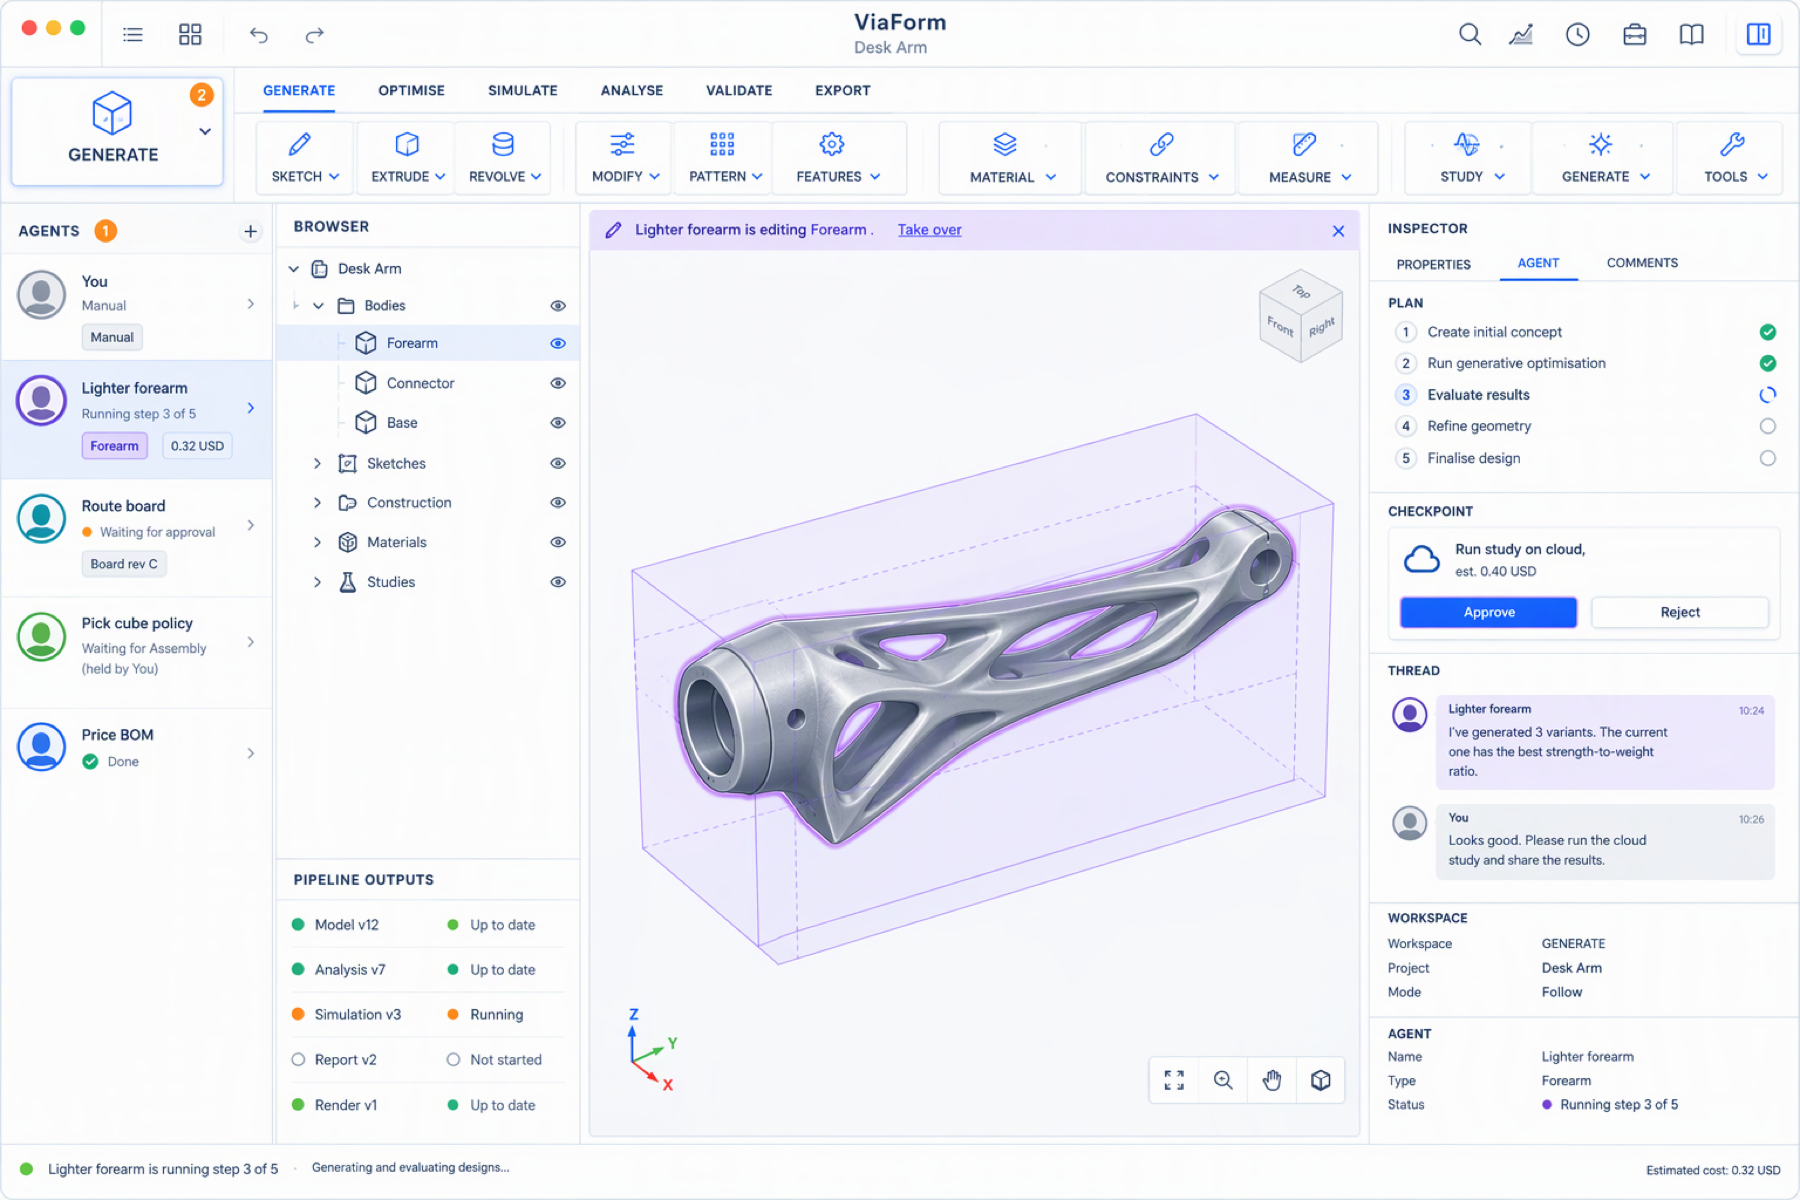 ViaForm
Desk Arm
GENERATE
2
GENERATE
OPTIMISE
SIMULATE
ANALYSE
VALIDATE
EXPORT
SKETCH
EXTRUDE
REVOLVE
MODIFY
PATTERN
FEATURES
MATERIAL
CONSTRAINTS
MEASURE
STUDY
GENERATE
TOOLS
AGENTS
1
You
Manual
Manual
Lighter forearm
Running step 3 of 5
Forearm
0.32 USD
Route board
Waiting for approval
Board rev C
Pick cube policy
Waiting for Assembly
(held by You)
Price BOM
Done
BROWSER
Desk Arm
Bodies
Forearm
Connector
Base
Sketches
Construction
Materials
Studies
PIPELINE OUTPUTS
Model v12
Up to date
Analysis v7
Up to date
Simulation v3
Running
Report v2
Not started
Render v1
Up to date
Lighter forearm is editing Forearm .
Take over
Top
Front
Right
Z
Y
X
INSPECTOR
PROPERTIES
AGENT
COMMENTS
PLAN
1 Create initial concept
2 Run generative optimisation
3 Evaluate results
4 Refine geometry
5 Finalise design
CHECKPOINT
Run study on cloud,
est. 0.40 USD
Approve
Reject
THREAD
Lighter forearm
10:24
I've generated 3 variants. The current
one has the best strength-to-weight
ratio.
You
10:26
Looks good. Please run the cloud
study and share the results.
WORKSPACE
Workspace
GENERATE
Project
Desk Arm
Mode
Follow
AGENT
Name
Lighter forearm
Type
Forearm
Status
Running step 3 of 5
Lighter forearm is running step 3 of 5
Generating and evaluating designs...
Estimated cost: 0.32 USD